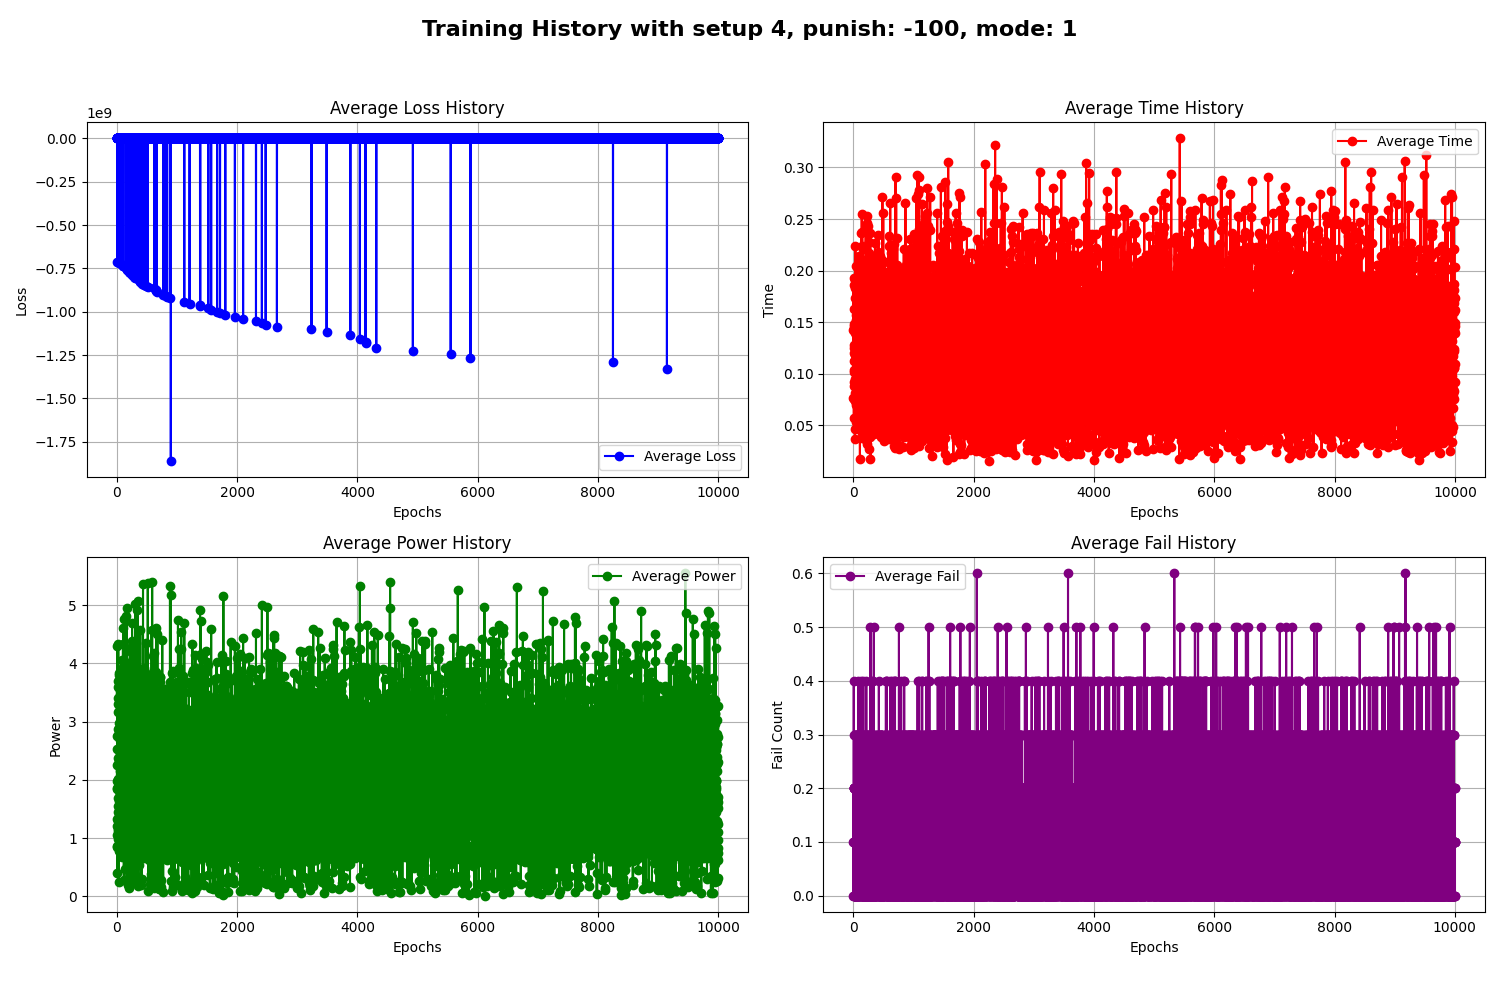 Training History with setup 4, punish: -100, mode: 1
Average Loss History
1e9
0.00
−0.25
−0.50
−0.75
−1.00
−1.25
−1.50
−1.75
Loss
Average Loss
0 2000 4000 6000 8000 10000
Epochs
Average Time History
0.30
0.25
0.20
0.15
0.10
0.05
Time
Average Time
0 2000 4000 6000 8000 10000
Epochs
Average Power History
5
4
3
2
1
0
Power
Average Power
0 2000 4000 6000 8000 10000
Epochs
Average Fail History
0.6
0.5
0.4
0.3
0.2
0.1
0.0
Fail Count
Average Fail
0 2000 4000 6000 8000 10000
Epochs